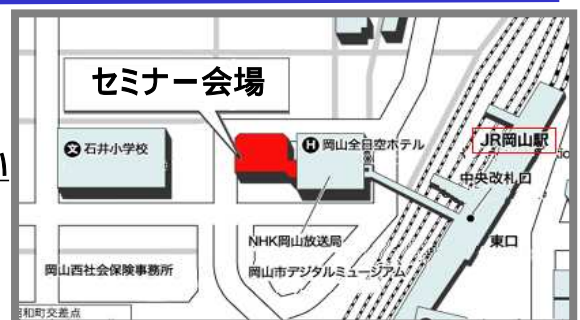 セミナー会場
文 石井小学校
H 岡山全日空ホテル
JR岡山駅
中央改札口
NHK岡山放送局
東口
岡山西社会保険事務所
岡山市デジタルミュージアム
和町交差点